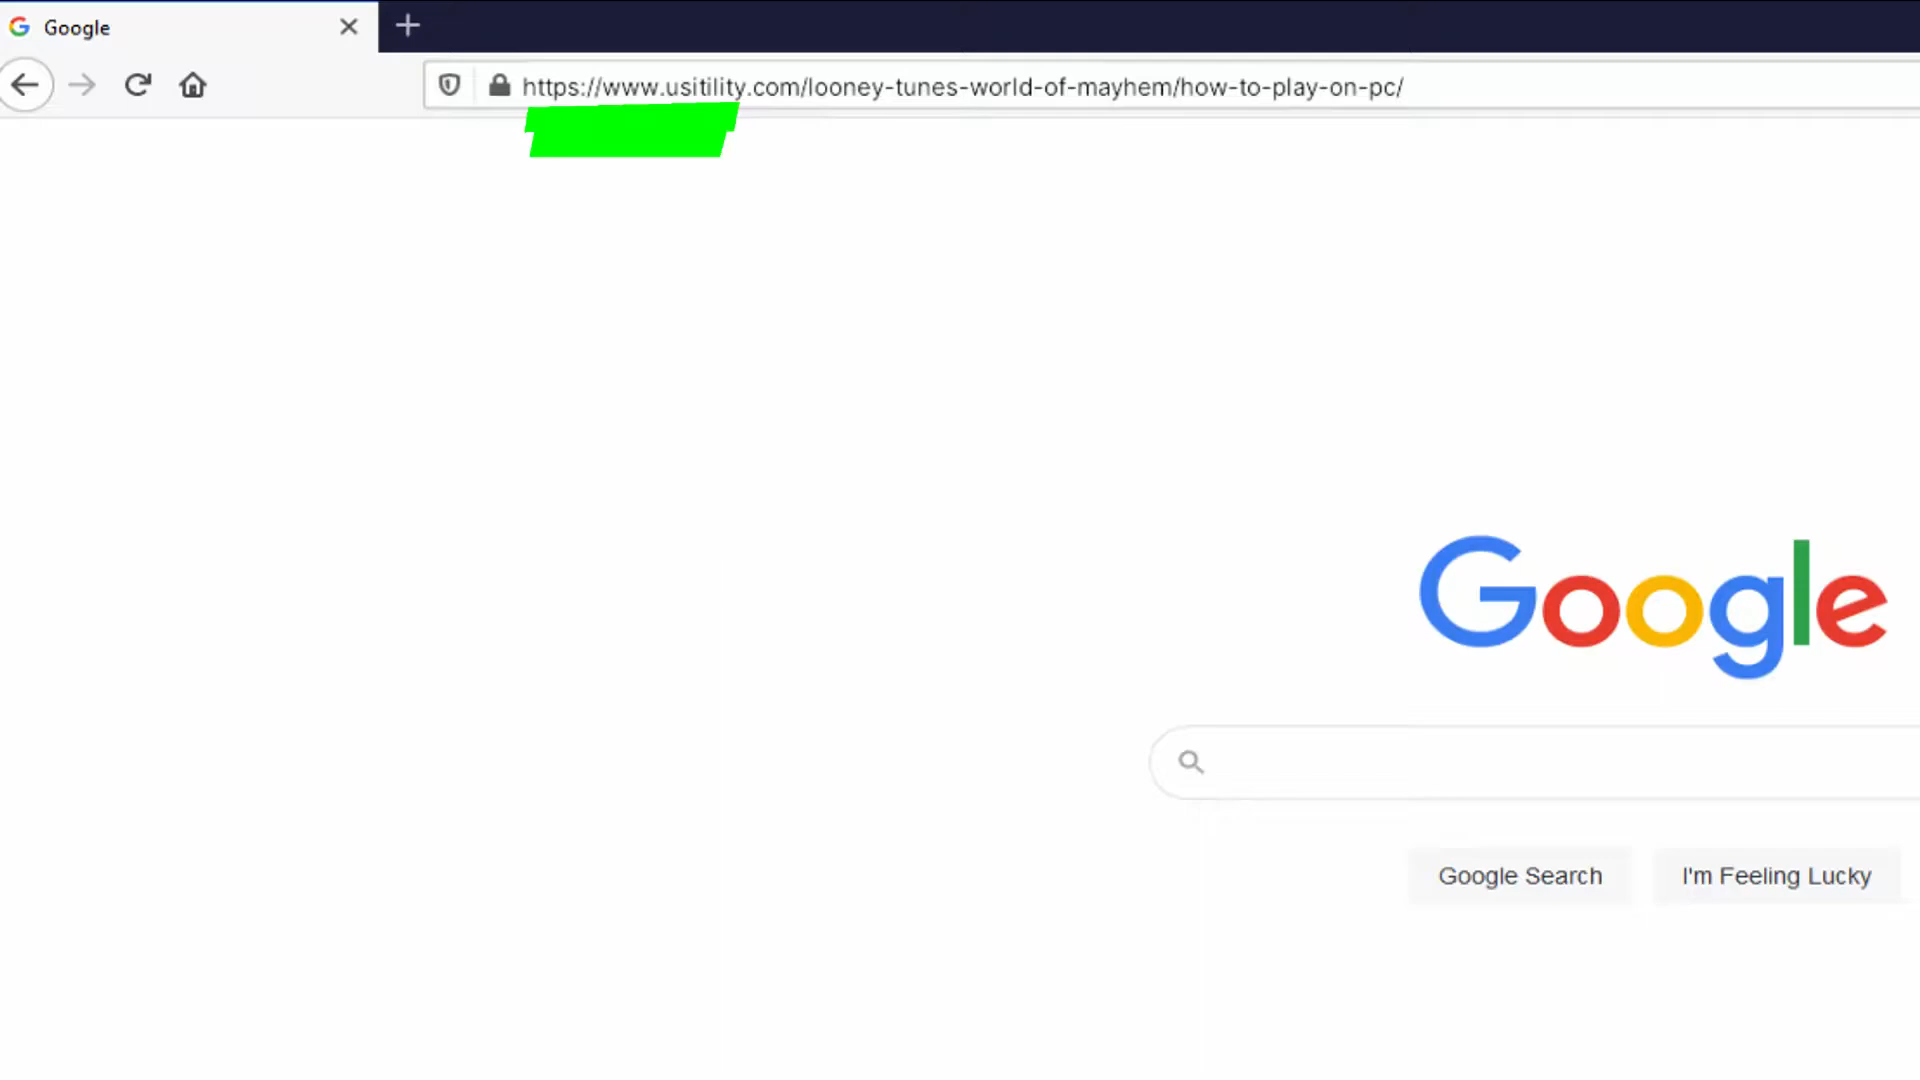 Google
https://www.usitility.com/looney-tunes-world-of-mayhem/how-to-play-on-pc/
Google
Google Search
I'm Feeling Lucky